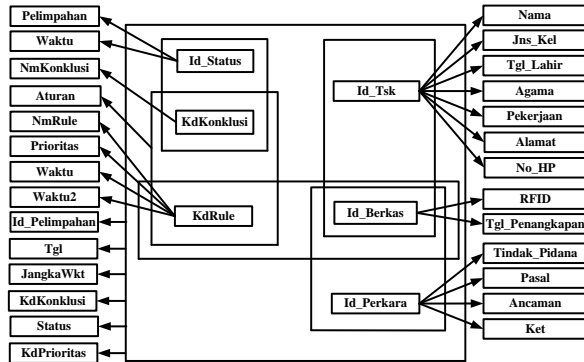 Pelimpahan
Waktu
NmKonklusi
Aturan
NmRule
Prioritas
Waktu
Waktu2
Id_Pelimpahan
Tgl
JangkaWkt
KdKonklusi
Status
KdPrioritas
Id_Status
KdKonklusi
KdRule
Id_Tsk
Id_Berkas
Id_Perkara
Nama
Jns_Kel
Tgl_Lahir
Agama
Pekerjaan
Alamat
No_HP
RFID
Tgl_Penangkapan
Tindak_Pidana
Pasal
Ancaman
Ket